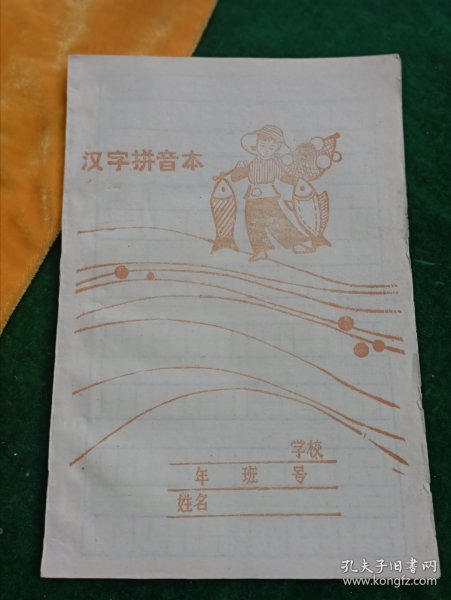 汉字拼音本
学校
年 班 号
姓名
孔夫子旧书网
www.kongfz.com